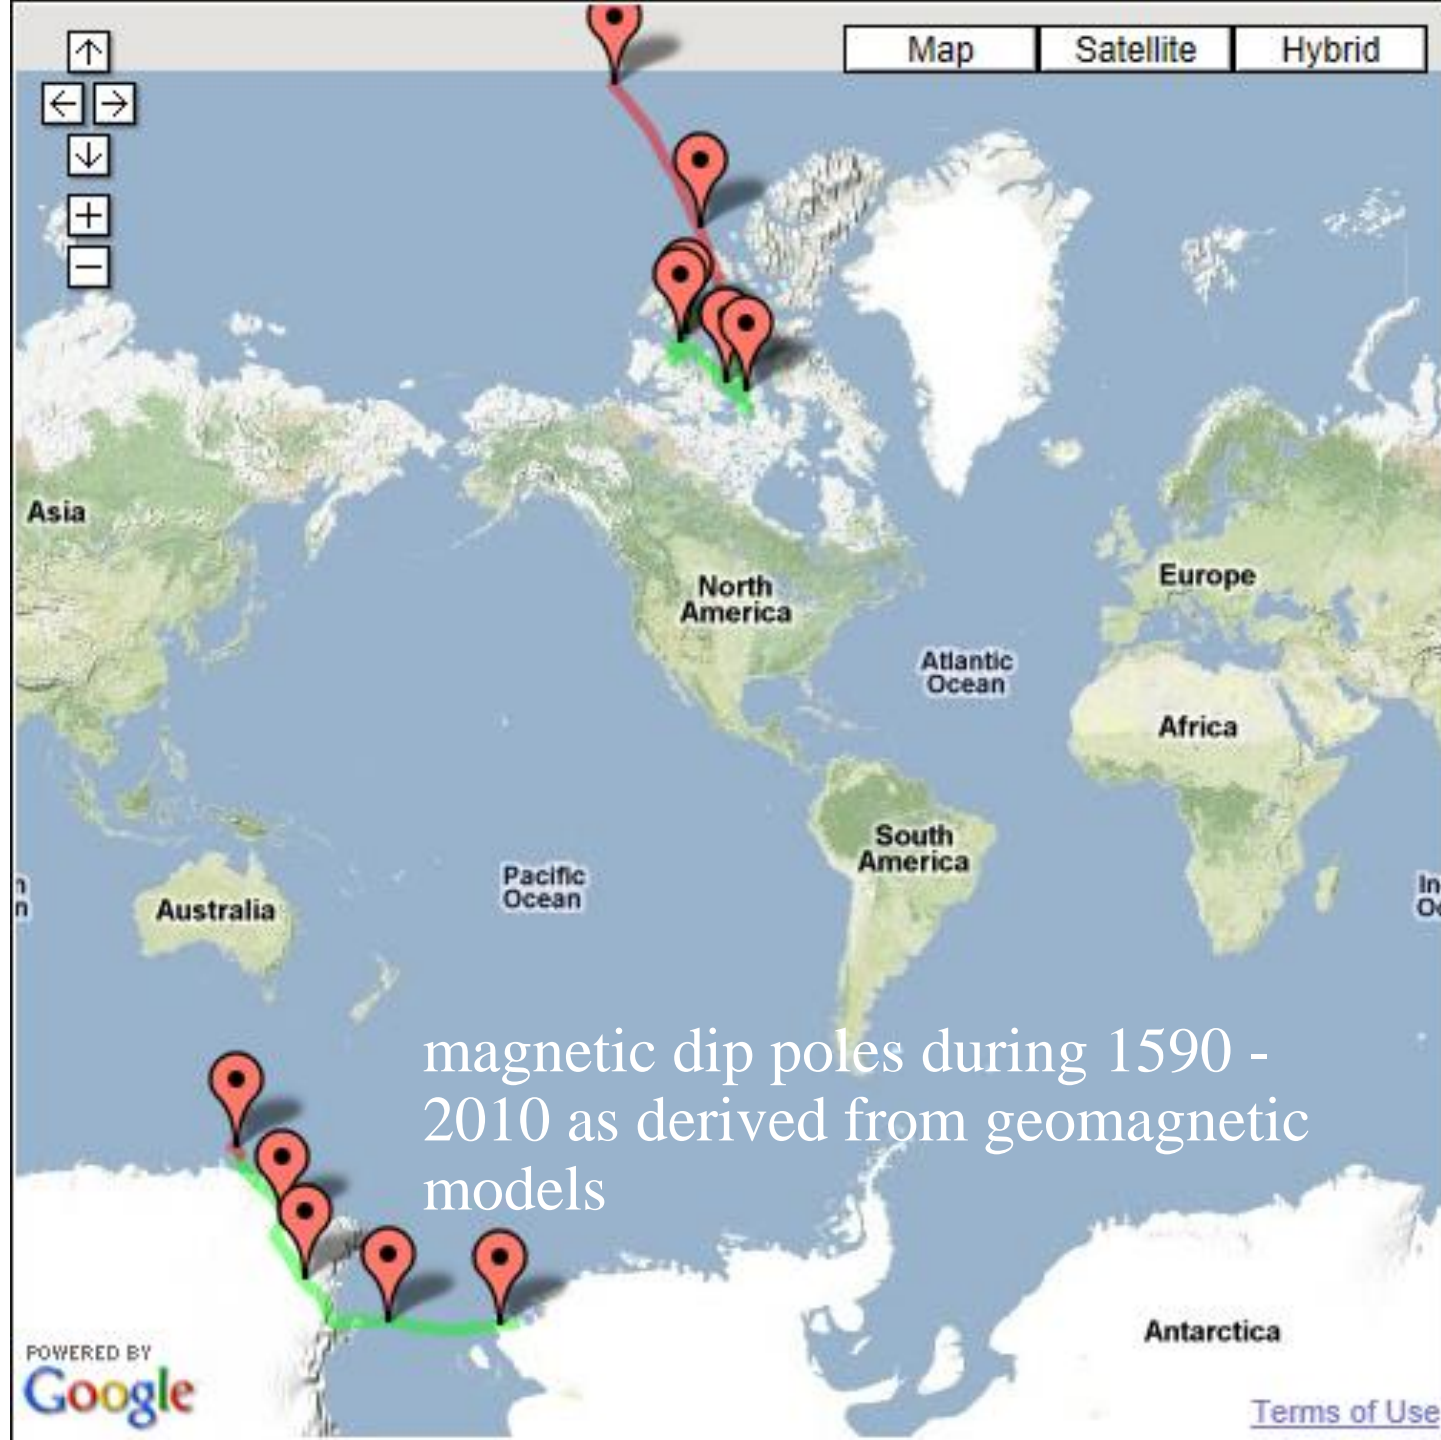 Map
Satellite
Hybrid
Asia
North
America
Europe
Atlantic
Ocean
Africa
South
America
Pacific
Ocean
Australia
magnetic dip poles during 1590 -
2010 as derived from geomagnetic
models
Antarctica
POWERED BY
Google
Terms of Use